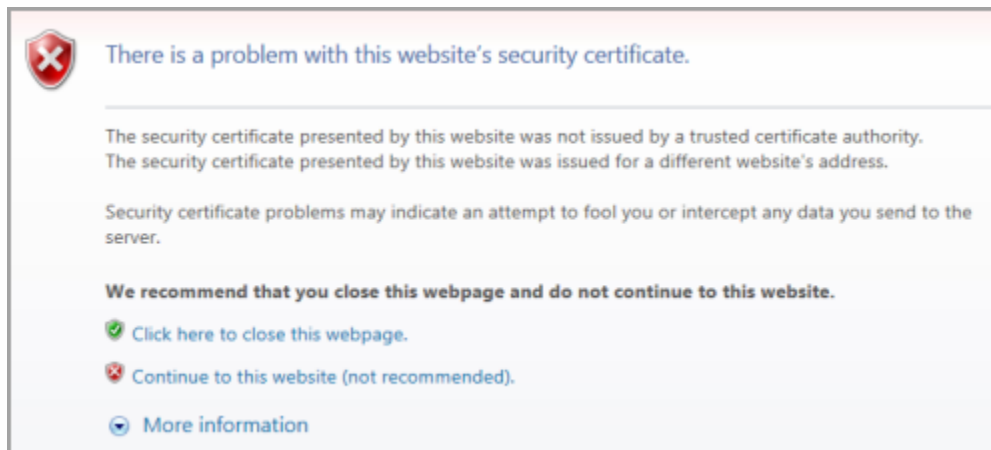 There is a problem with this website's security certificate.
The security certificate presented by this website was not issued by a trusted certificate authority.
The security certificate presented by this website was issued for a different website's address.
Security certificate problems may indicate an attempt to fool you or intercept any data you send to the
server.
We recommend that you close this webpage and do not continue to this website.
Click here to close this webpage.
Continue to this website (not recommended).
More information